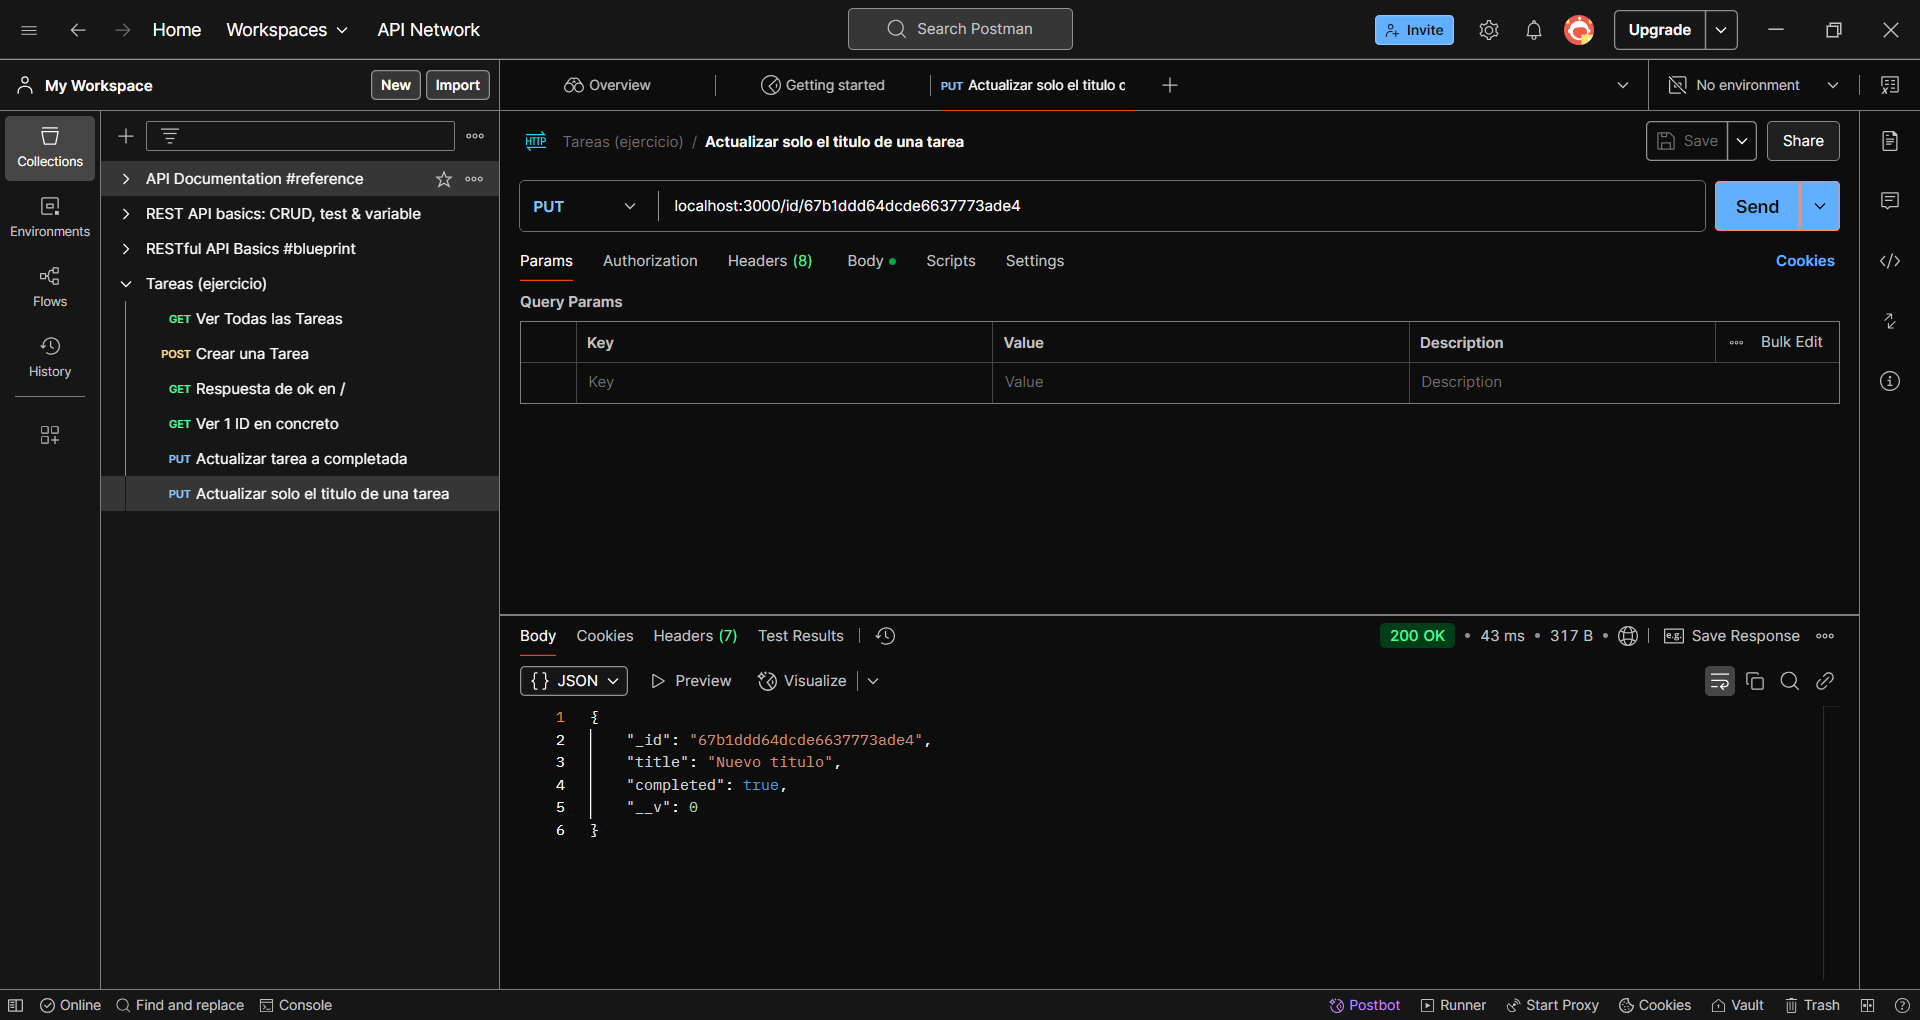 Home Workspaces API Network Search Postman Invite Upgrade
My Workspace New Import Overview Getting started PUT Actualizar solo el titulo c No environment
Collections
Environments
Flows
History
API Documentation #reference
REST API basics: CRUD, test & variable
RESTful API Basics #blueprint
Tareas (ejercicio)
GET Ver Todas las Tareas
POST Crear una Tarea
GET Respuesta de ok en /
GET Ver 1 ID en concreto
PUT Actualizar tarea a completada
PUT Actualizar solo el titulo de una tarea
HTTP Tareas (ejercicio) / Actualizar solo el titulo de una tarea Save Share
PUT localhost:3000/id/67b1ddd64dcde6637773ade4 Send
Params Authorization Headers (8) Body Scripts Settings Cookies
Query Params
Key Value Description Bulk Edit
Key Value Description
Body Cookies Headers (7) Test Results 200 OK • 43 ms • 317 B • e.g. Save Response
{} JSON Preview Visualize
1 {
2 "_id": "67b1ddd64dcde6637773ade4",
3 "title": "Nuevo titulo",
4 "completed": true,
5 "__v": 0
6 }
Online Find and replace Console Postbot Runner Start Proxy Cookies Vault Trash